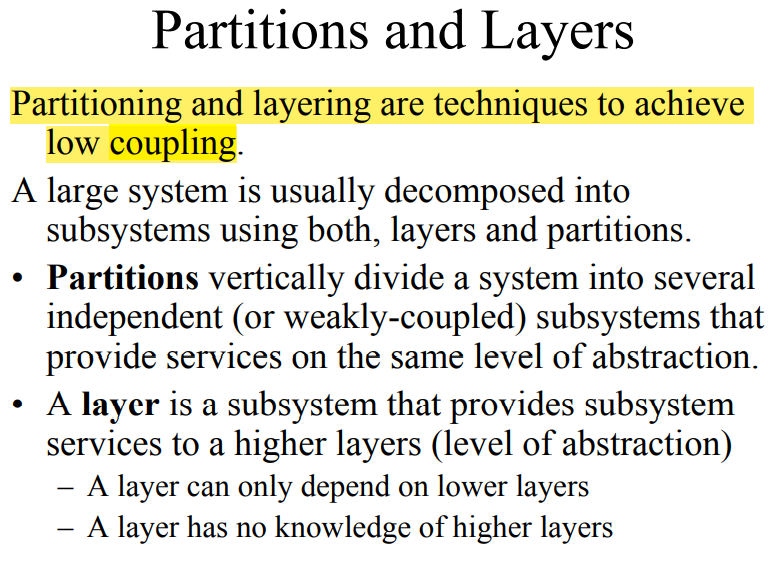 Partitions and Layers
Partitioning and layering are techniques to achieve
low coupling.
A large system is usually decomposed into
subsystems using both, layers and partitions.
• Partitions vertically divide a system into several
independent (or weakly-coupled) subsystems that
provide services on the same level of abstraction.
• A layer is a subsystem that provides subsystem
services to a higher layers (level of abstraction)
– A layer can only depend on lower layers
– A layer has no knowledge of higher layers